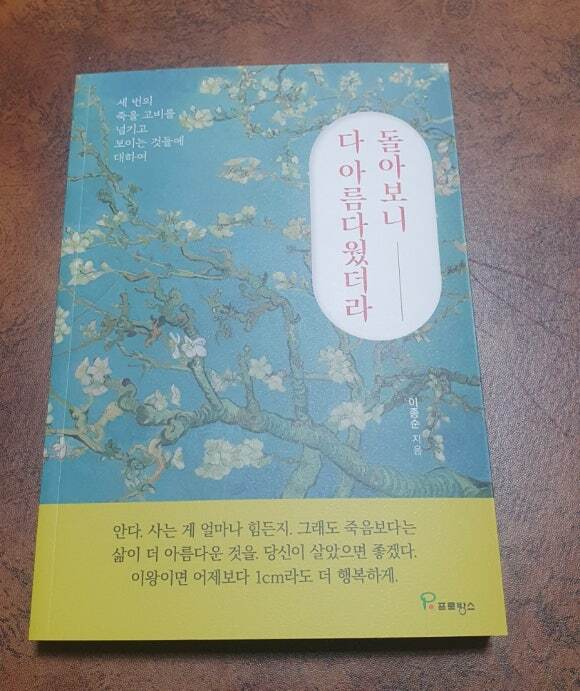 세 번의
죽을 고비를
넘기고
보이는 것들에
대하여
돌아보니
다 아름다웠더라
이종순 지음
안다. 사는 게 얼마나 힘든지. 그래도 죽음보다는
삶이 더 아름다운 것을. 당신이 살았으면 좋겠다.
이왕이면 어제보다 1cm라도 더 행복하게.
프로방스